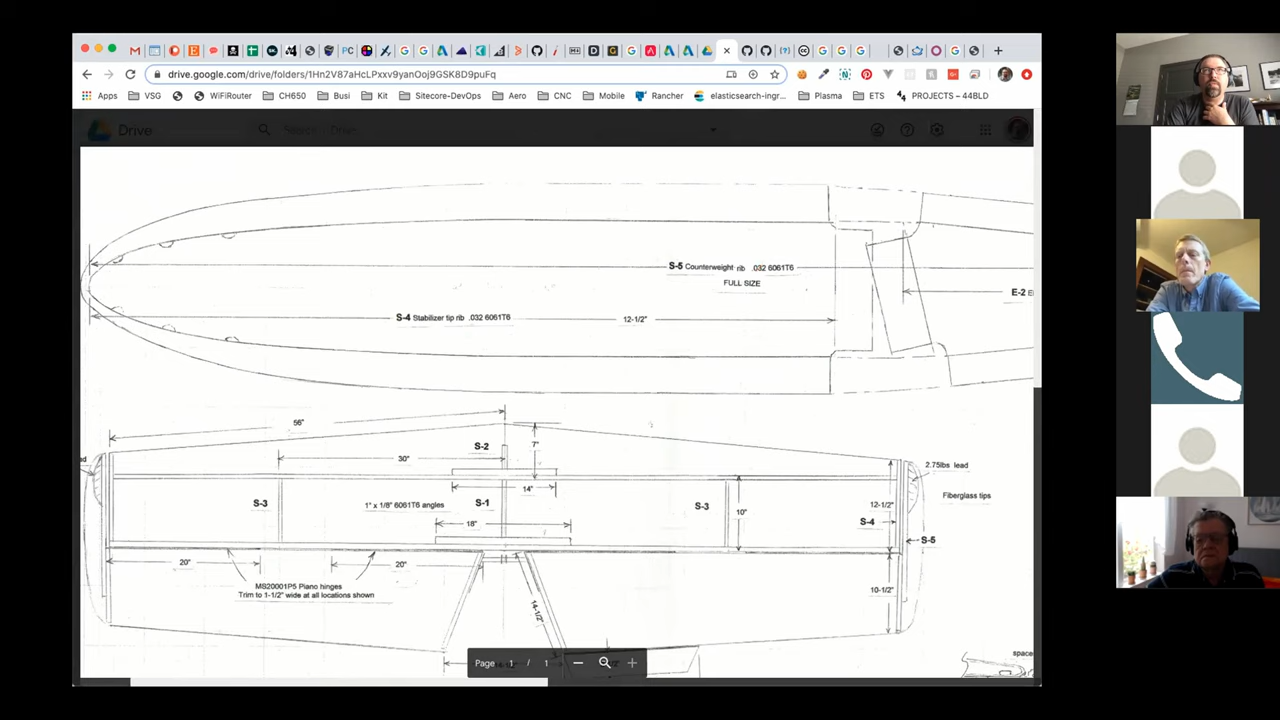 drive.google.com/drive/folders/1Hn2V87aHcLPxxv9yanOoj9GSK8D9puFq
Apps
VSG
WiFiRouter
CH650
Busi
Kit
Sitecore-DevOps
Aero
CNC
Mobile
Rancher
elasticsearch-ingr...
Plasma
ETS
PROJECTS – 44BLD
Drive
Search Drive
S-5 Counterweight rib .032 6061T6
FULL SIZE
E-2
S-4 Stabilizer tip rib .032 6061T6
12-1/2"
56"
S-2
7"
30"
2.75lbs lead
14"
Fiberglass tips
S-3
1" x 1/8" 6061T6 angles
S-1
S-3
10"
12-1/2"
18"
S-4
S-5
20"
20"
MS20001P5 Piano hinges
Trim to 1-1/2" wide at all locations shown
14-1/2"
10-1/2"
Page 1 / 1